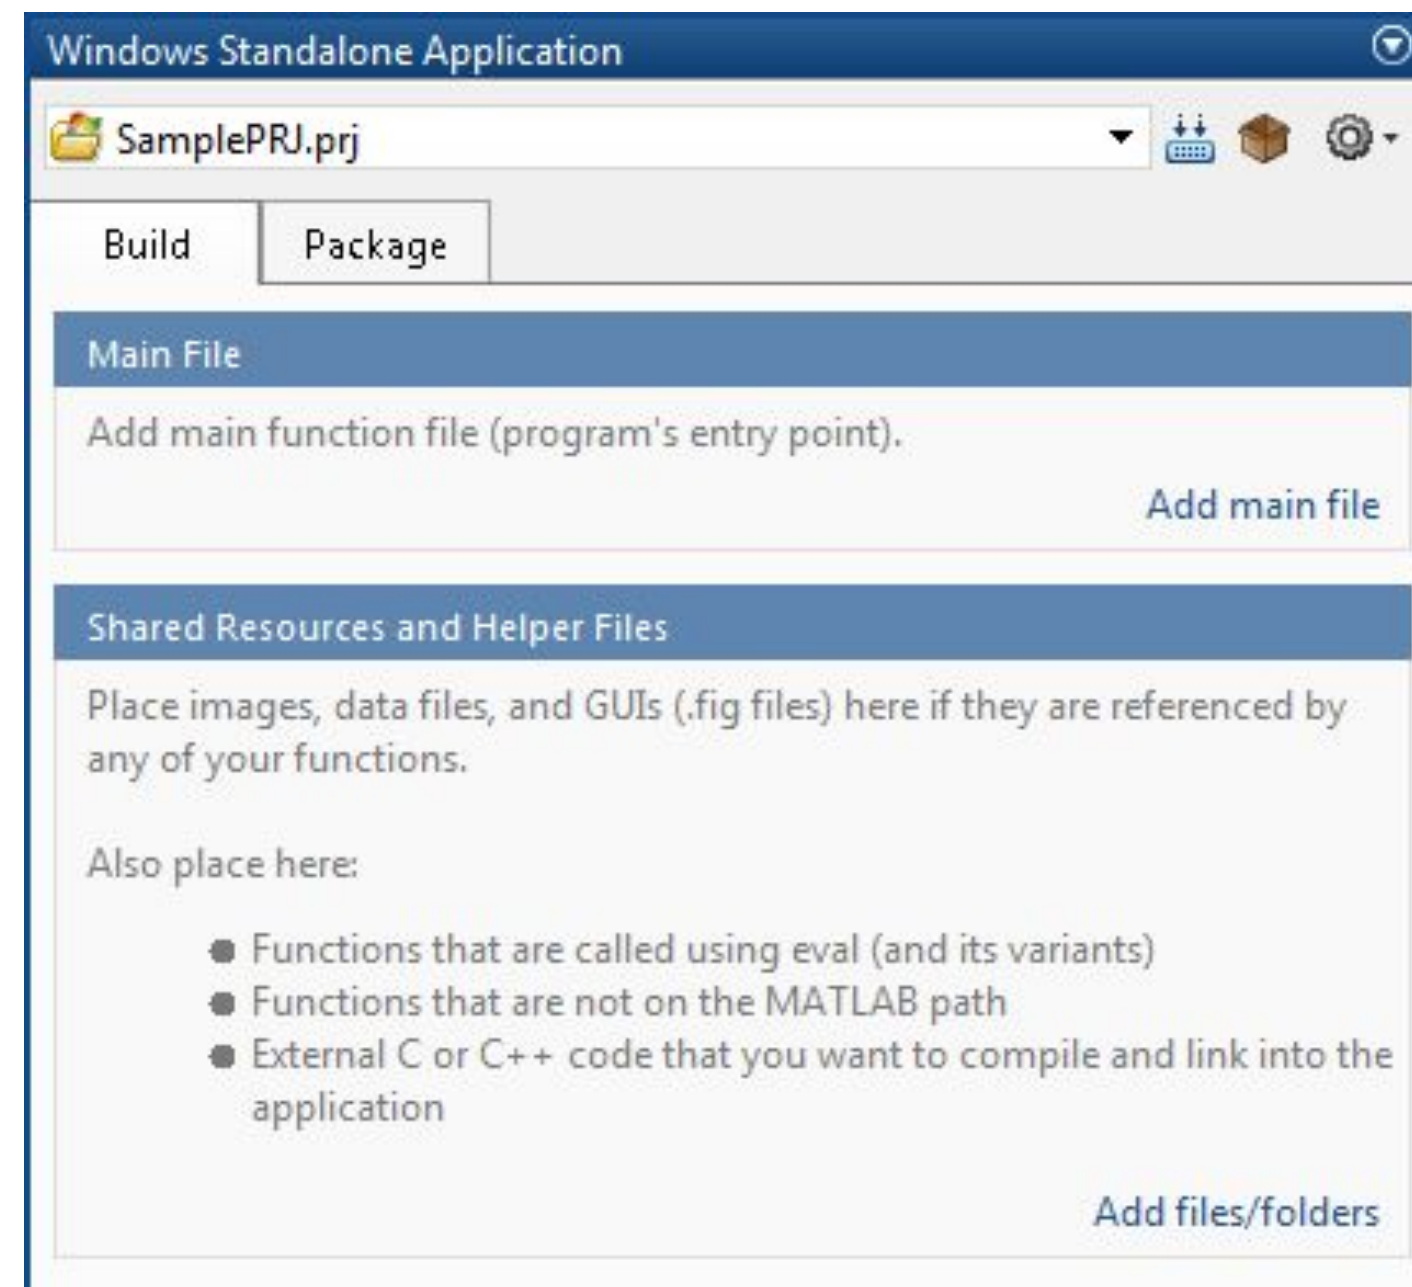 Windows Standalone Application
SamplePRJ.prj
Build Package
Main File
Add main function file (program's entry point).
Add main file
Shared Resources and Helper Files
Place images, data files, and GUIs (.fig files) here if they are referenced by
any of your functions.
Also place here:
Functions that are called using eval (and its variants)
Functions that are not on the MATLAB path
External C or C++ code that you want to compile and link into the
application
Add files/folders